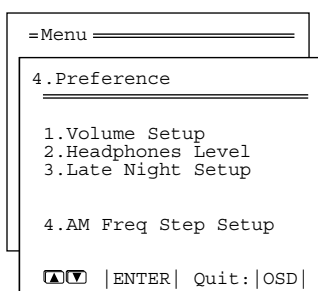 =Menu
4.Preference
1.Volume Setup
2.Headphones Level
3.Late Night Setup
4.AM Freq Step Setup
▲▼ |ENTER| Quit:|OSD|